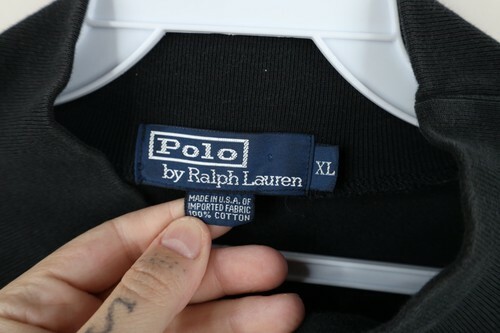 Polo
by Ralph Lauren
XL
MADE IN U.S.A. OF
IMPORTED FABRIC
100% COTTON
S